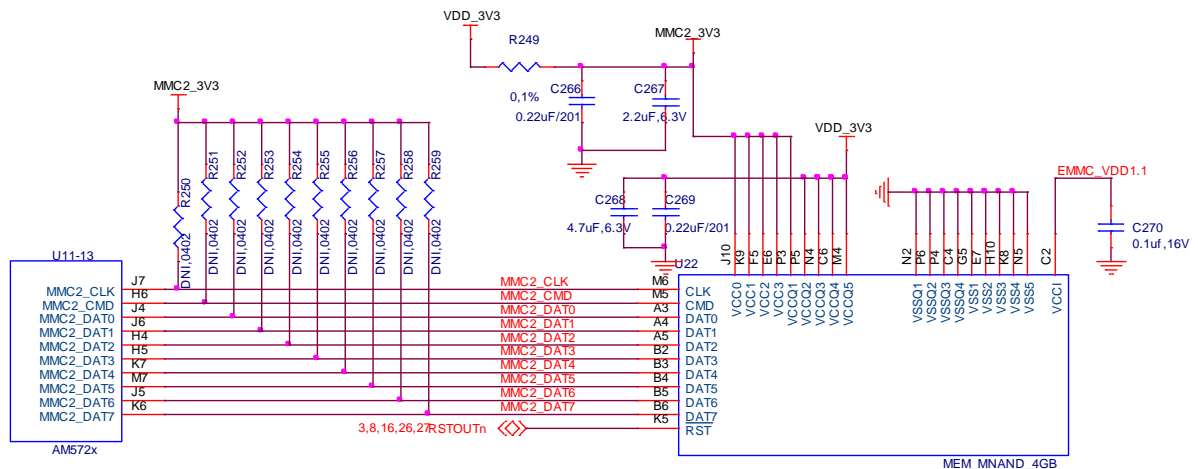 VDD_3V3
R249
MMC2_3V3
0,1%
C266
0.22uF/201
C267
2.2uF,6.3V
MMC2_3V3
R250
DNI,0402
R251
DNI,0402
R252
DNI,0402
R253
DNI,0402
R254
DNI,0402
R255
DNI,0402
R256
DNI,0402
R257
DNI,0402
R258
DNI,0402
R259
DNI,0402
VDD_3V3
C268
4.7uF,6.3V
C269
0.22uF/201
EMMC_VDD1.1
C270
0.1uf,16V
U11-13
MMC2_CLK J7
MMC2_CMD H6
MMC2_DAT0 J4
MMC2_DAT1 J6
MMC2_DAT2 H4
MMC2_DAT3 H5
MMC2_DAT4 K7
MMC2_DAT5 M7
MMC2_DAT6 J5
MMC2_DAT7 K6
AM572x
MMC2_CLK
MMC2_CMD
MMC2_DAT0
MMC2_DAT1
MMC2_DAT2
MMC2_DAT3
MMC2_DAT4
MMC2_DAT5
MMC2_DAT6
MMC2_DAT7
3,8,16,26,27 RSTOUTn
U22
M6 CLK
M5 CMD
A3 DAT0
A4 DAT1
A5 DAT2
B2 DAT3
B3 DAT4
B4 DAT5
B5 DAT6
B6 DAT7
K5 RST
J10 VCC0
K9 VCC1
F5 VCC2
E6 VCC3
P3 VCCQ1
P5 VCCQ2
N4 VCCQ3
C6 VCCQ4
M4 VCCQ5
N2 VSSQ1
P6 VSSQ2
P4 VSSQ3
C4 VSSQ4
G5 VSS1
E7 VSS2
H10 VSS3
K8 VSS4
N5 VSS5
C2 VCCI
MEM_MNAND_4GB